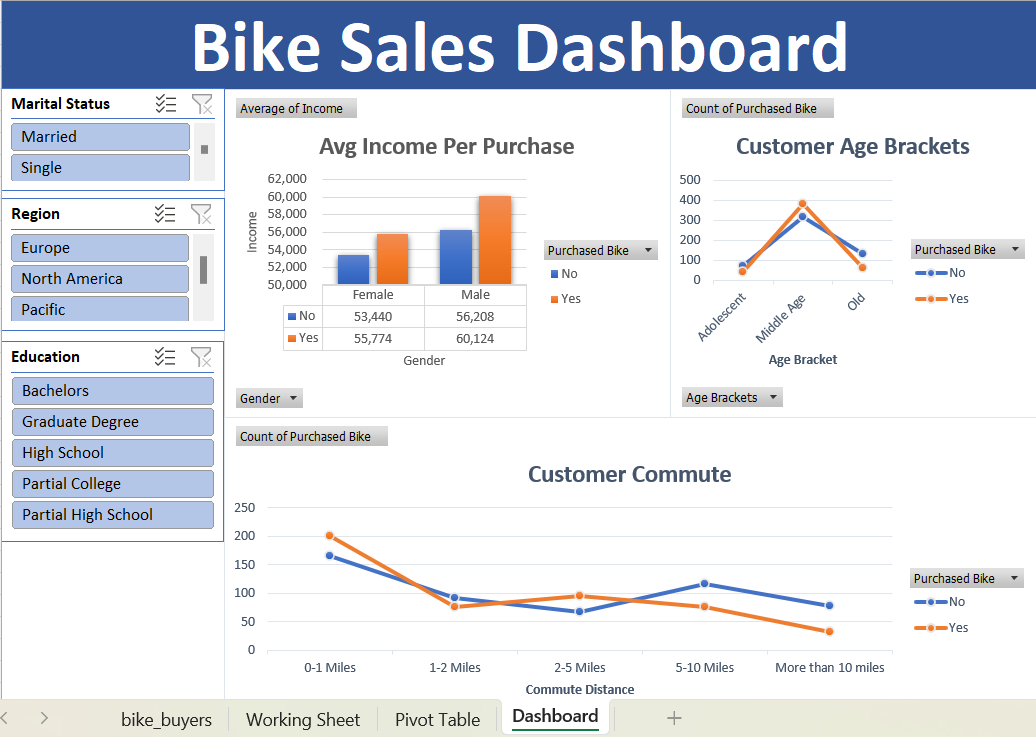 Bike Sales Dashboard
Marital Status
Married
Single
Region
Europe
North America
Pacific
Education
Bachelors
Graduate Degree
High School
Partial College
Partial High School
Average of Income
Avg Income Per Purchase
62,000
60,000
58,000
56,000
54,000
52,000
50,000
Income
Female Male
No 53,440 56,208
Yes 55,774 60,124
Gender
Purchased Bike
No
Yes
Gender
Count of Purchased Bike
Customer Age Brackets
500
400
300
200
100
0
Adolescent Middle Age Old
Age Bracket
Purchased Bike
No
Yes
Age Brackets
Count of Purchased Bike
Customer Commute
250
200
150
100
50
0
0-1 Miles 1-2 Miles 2-5 Miles 5-10 Miles More than 10 miles
Commute Distance
Purchased Bike
No
Yes
bike_buyers Working Sheet Pivot Table Dashboard